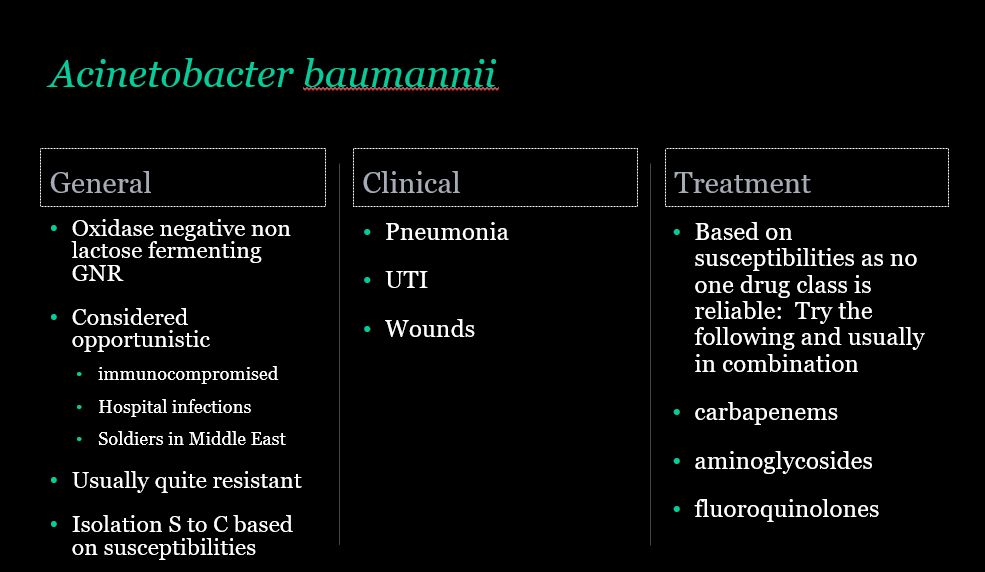 Acinetobacter baumannii
General
Oxidase negative non
lactose fermenting
GNR
Considered
opportunistic
immunocompromised
Hospital infections
Soldiers in Middle East
Usually quite resistant
Isolation S to C based
on susceptibilities
Clinical
Pneumonia
UTI
Wounds
Treatment
Based on
susceptibilities as no
one drug class is
reliable:  Try the
following and usually
in combination
carbapenems
aminoglycosides
fluoroquinolones